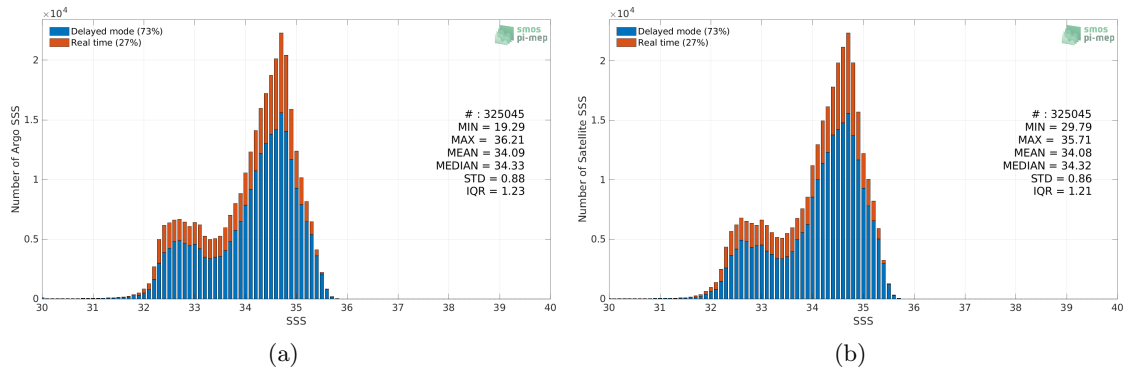 ×10⁴
Delayed mode (73%)
Real time (27%)
smos
pi-mep
Number of Argo SSS
2
1.5
1
0.5
0
# : 325045
MIN = 19.29
MAX = 36.21
MEAN = 34.09
MEDIAN = 34.33
STD = 0.88
IQR = 1.23
30 31 32 33 34 35 36 37 38 39 40
SSS
(a)
×10⁴
Delayed mode (73%)
Real time (27%)
smos
pi-mep
Number of Satellite SSS
2
1.5
1
0.5
0
# : 325045
MIN = 29.79
MAX = 35.71
MEAN = 34.08
MEDIAN = 34.32
STD = 0.86
IQR = 1.21
30 31 32 33 34 35 36 37 38 39 40
SSS
(b)